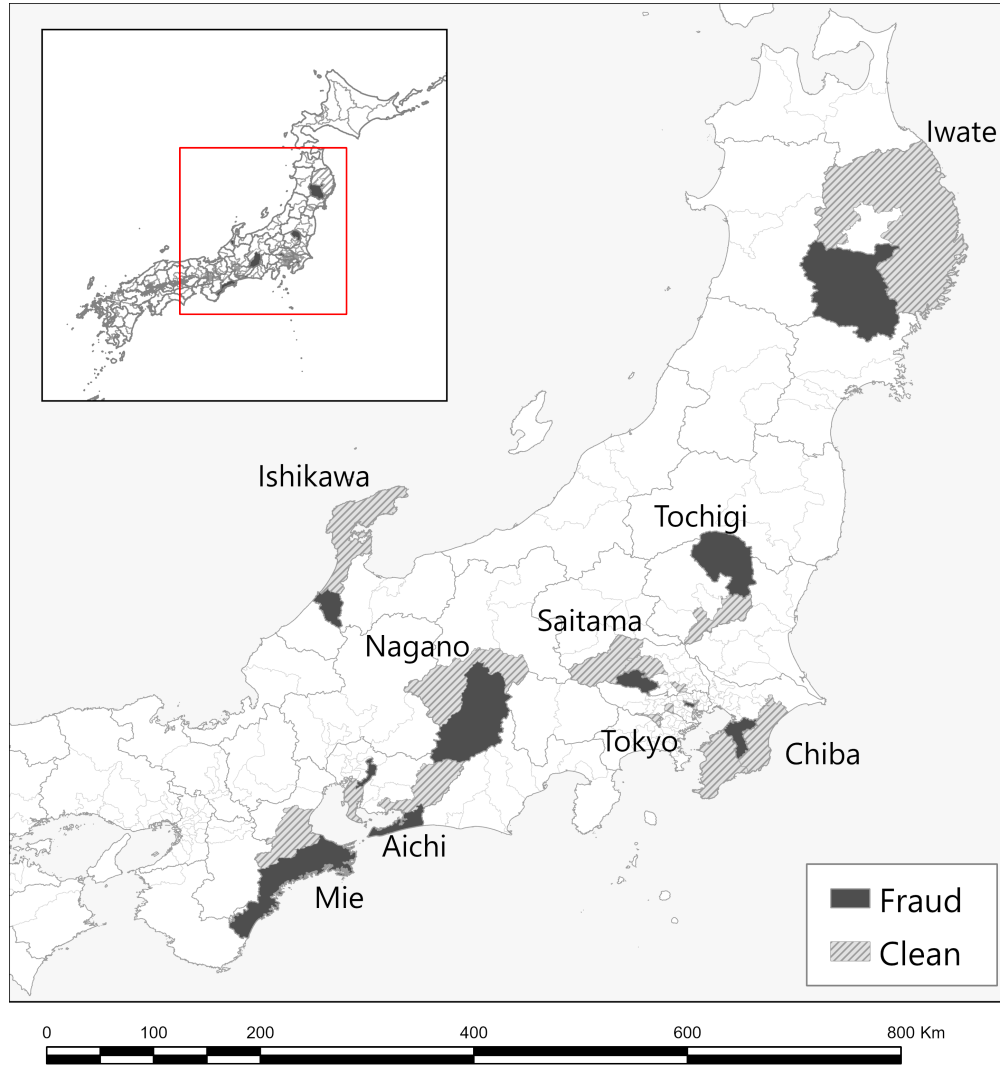 Iwate
Ishikawa
Tochigi
Saitama
Nagano
Tokyo
Chiba
Aichi
Mie
Fraud
Clean
0 100 200 400 600 800 Km